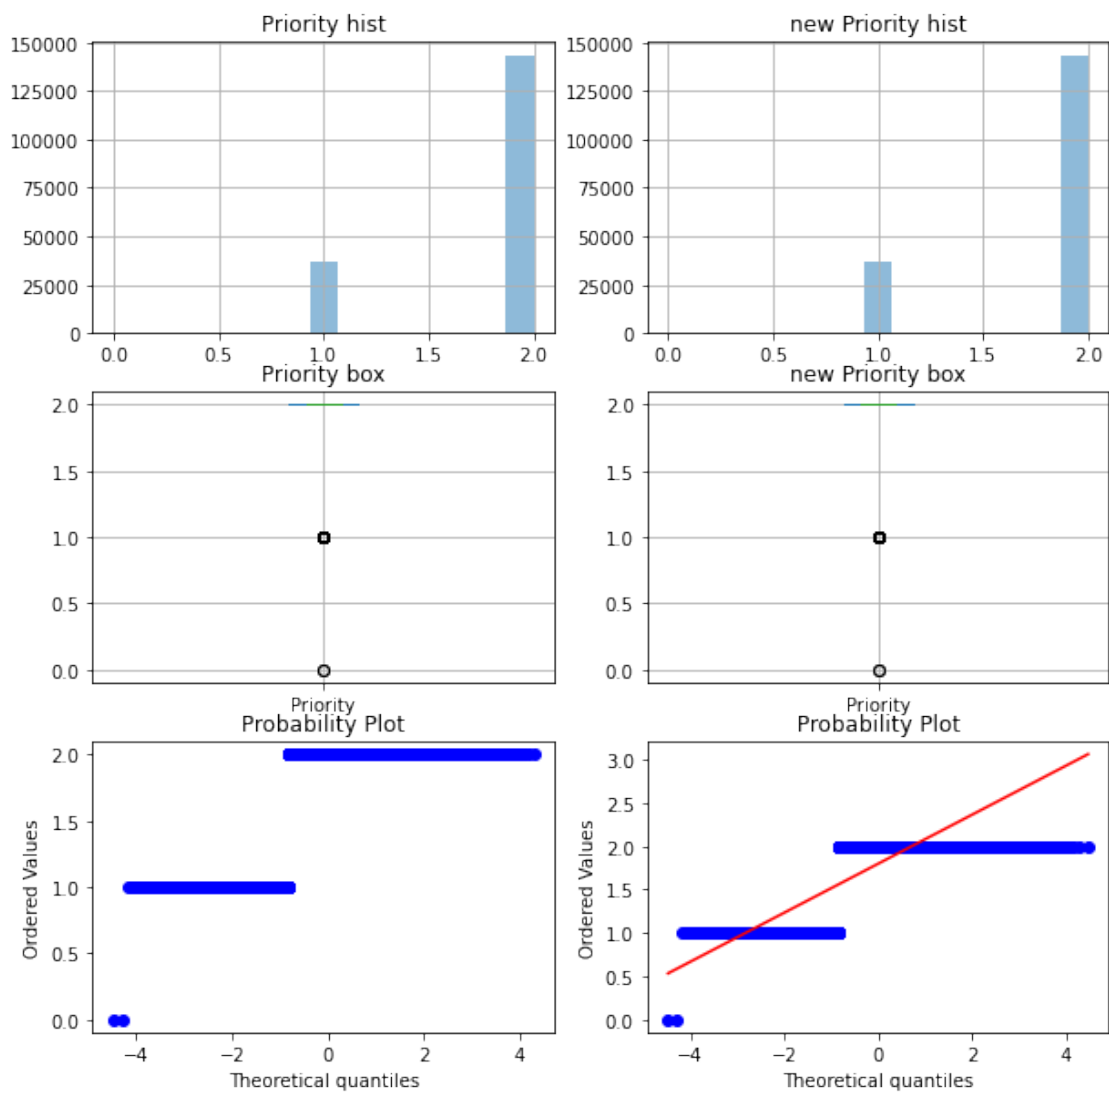 Priority hist
150000
125000
100000
75000
50000
25000
0
0.0 0.5 1.0 1.5 2.0
new Priority hist
150000
125000
100000
75000
50000
25000
0
0.0 0.5 1.0 1.5 2.0
Priority box
2.0
1.5
1.0
0.5
0.0
Priority
new Priority box
2.0
1.5
1.0
0.5
0.0
Priority
Probability Plot
Ordered Values
2.0
1.5
1.0
0.5
0.0
−4 −2 0 2 4
Theoretical quantiles
Probability Plot
Ordered Values
3.0
2.5
2.0
1.5
1.0
0.5
0.0
−4 −2 0 2 4
Theoretical quantiles